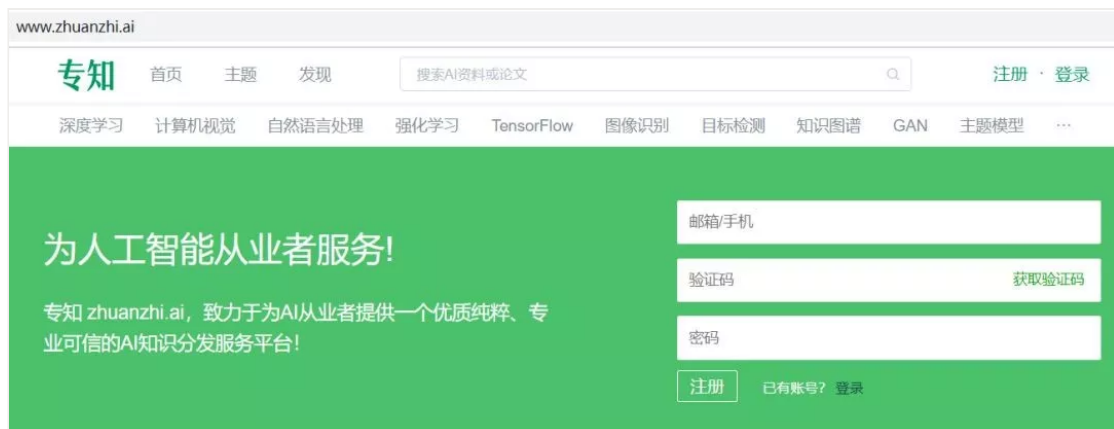 www.zhuanzhi.ai
专知 首页 主题 发现 搜索AI资料或论文 注册 · 登录
深度学习 计算机视觉 自然语言处理 强化学习 TensorFlow 图像识别 目标检测 知识图谱 GAN 主题模型 ···
为人工智能从业者服务!
专知 zhuanzhi.ai，致力于为AI从业者提供一个优质纯粹、专
业可信的AI知识分发服务平台!
邮箱/手机
验证码 获取验证码
密码
注册 已有账号? 登录